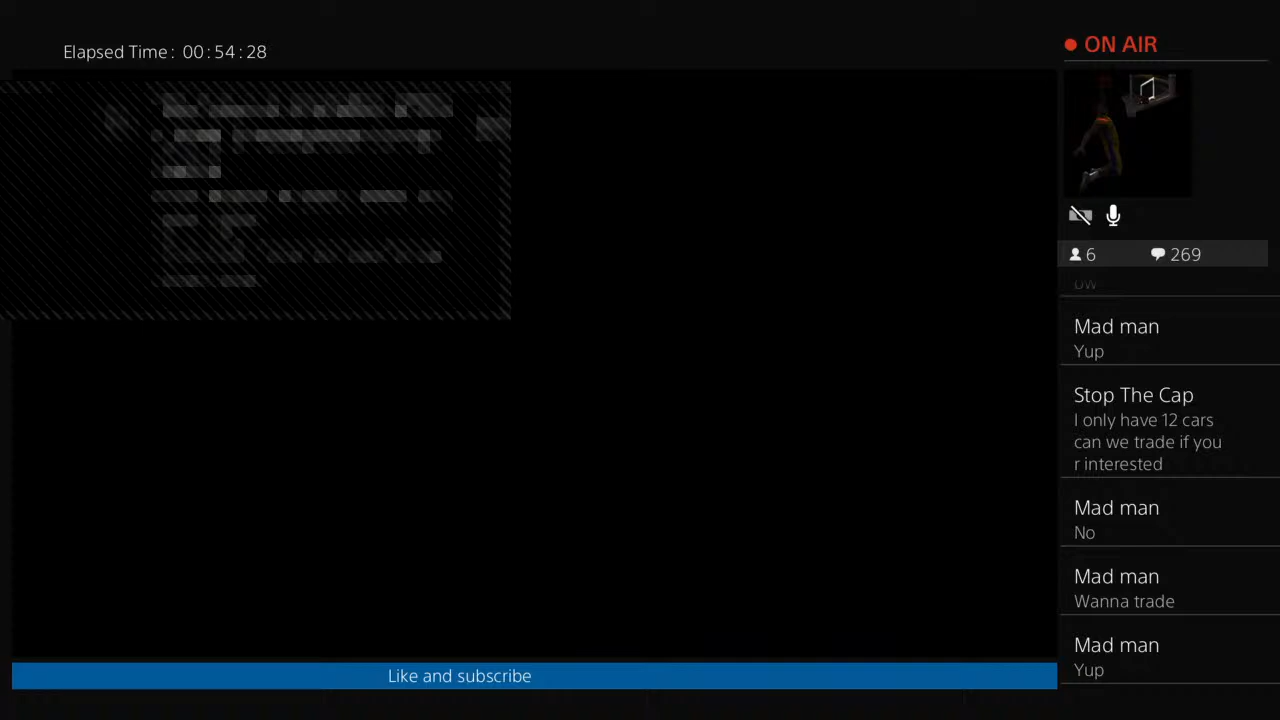 Elapsed Time: 00:54:28
ON AIR
6 269
Mad man
Yup
Stop The Cap
I only have 12 cars
can we trade if you
r interested
Mad man
No
Mad man
Wanna trade
Mad man
Yup
Like and subscribe